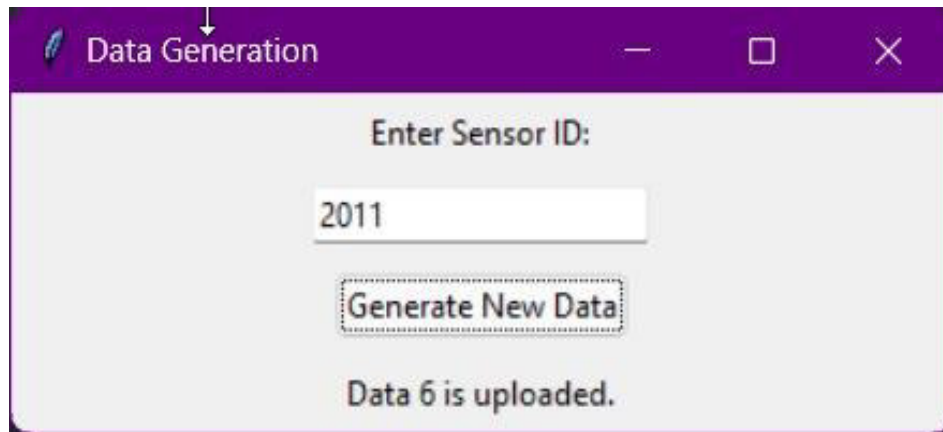 Data Generation
Enter Sensor ID:
2011
Generate New Data
Data 6 is uploaded.